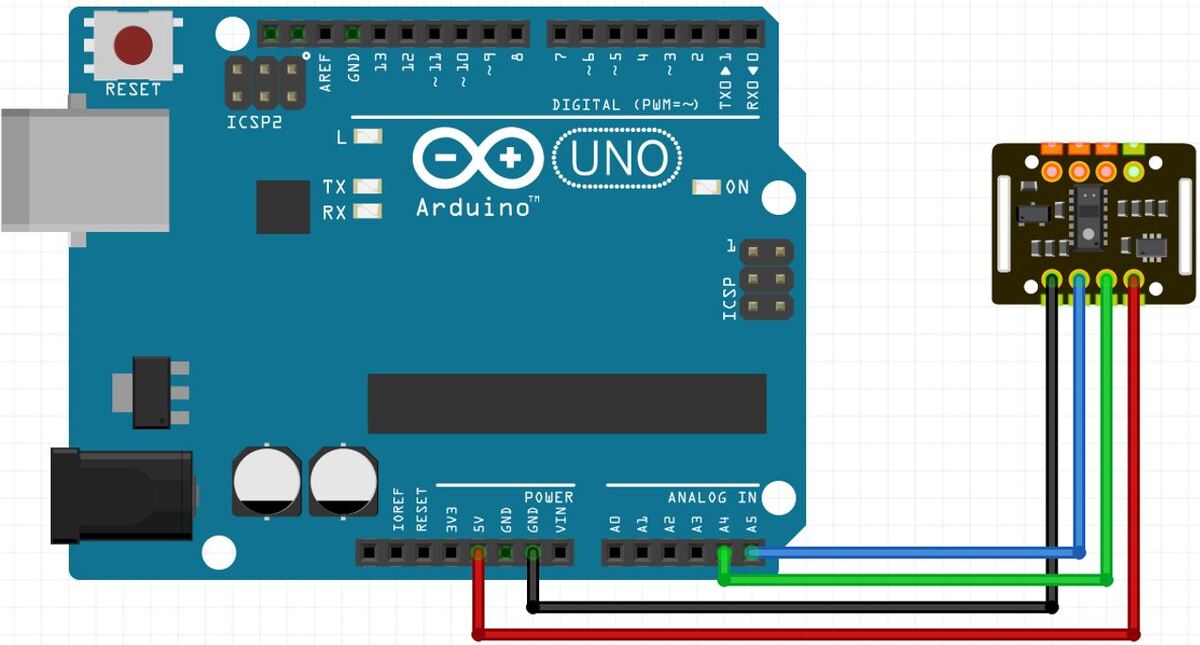 RESET
ICSP2
AREF
GND
13
12
~11
~10
~9
8
7
~6
~5
4
~3
2
TX0▶1
RX0◀0
DIGITAL (PWM=~)
L
TX
RX
UNO
Arduino™
ON
1
ICSP
IOREF
RESET
3V3
5V
GND
GND
VIN
POWER
ANALOG IN
A0
A1
A2
A3
A4
A5